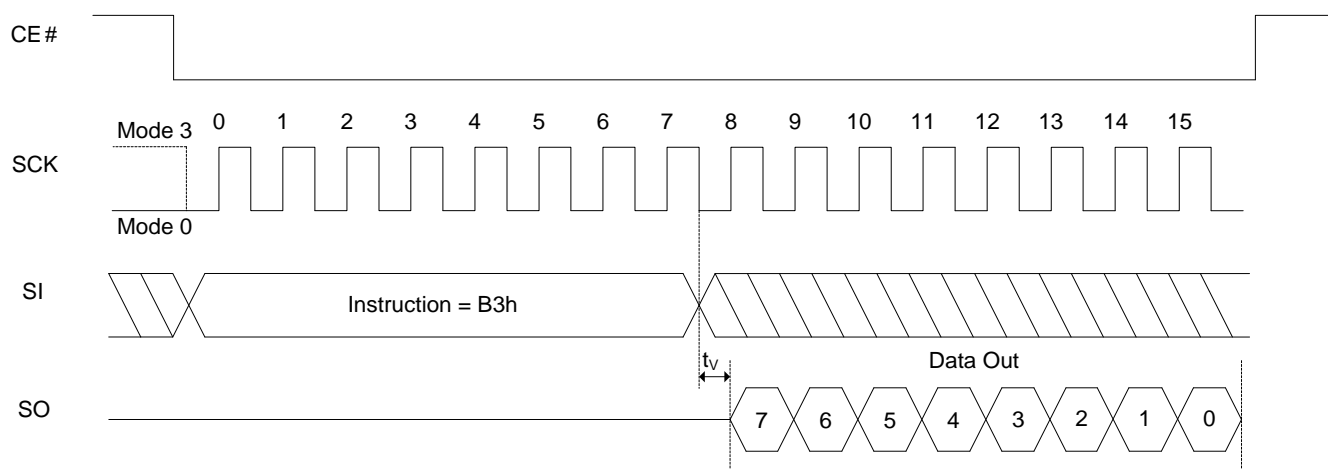 CE #
Mode 3 0 1 2 3 4 5 6 7 8 9 10 11 12 13 14 15
SCK
Mode 0
SI Instruction = B3h
tV Data Out
SO 7 6 5 4 3 2 1 0